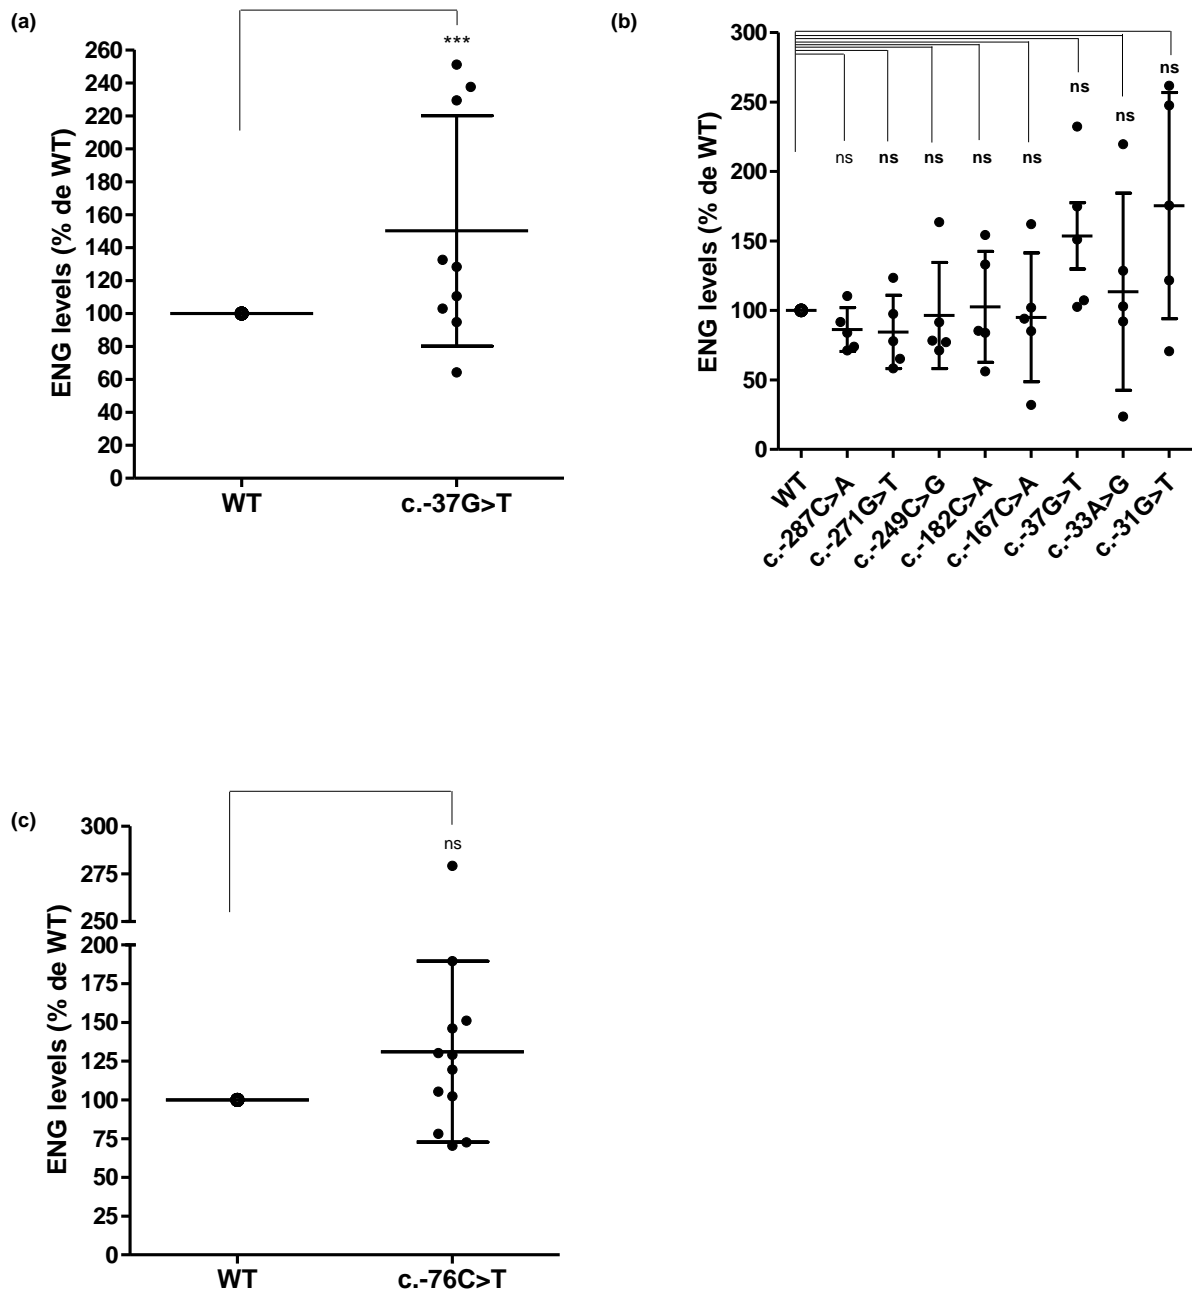 (a)
***
ENG levels (% de WT)
260
240
220
200
180
160
140
120
100
80
60
40
20
0
WT
c.-37G>T
(b)
ENG levels (% de WT)
300
250
200
150
100
50
0
ns
ns
ns
ns
ns
ns
ns
ns
WT
c.-287C>A
c.-271G>T
c.-249C>G
c.-182C>A
c.-167C>A
c.-37G>T
c.-33A>G
c.-31G>T
(c)
ns
ENG levels (% de WT)
300
275
250
200
175
150
125
100
75
50
25
0
WT
c.-76C>T